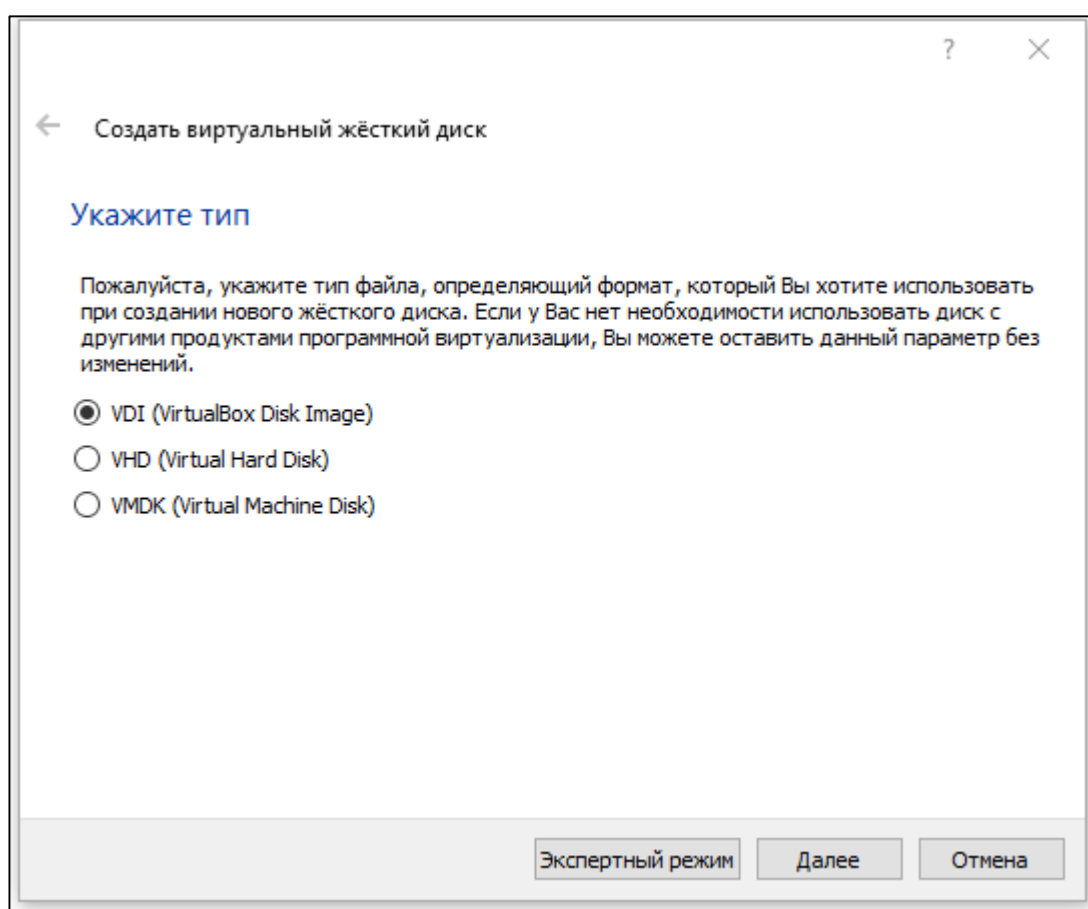 ?
Создать виртуальный жёсткий диск
Укажите тип
Пожалуйста, укажите тип файла, определяющий формат, который Вы хотите использовать
при создании нового жёсткого диска. Если у Вас нет необходимости использовать диск с
другими продуктами программной виртуализации, Вы можете оставить данный параметр без
изменений.
VDI (VirtualBox Disk Image)
VHD (Virtual Hard Disk)
VMDK (Virtual Machine Disk)
Экспертный режим Далее Отмена